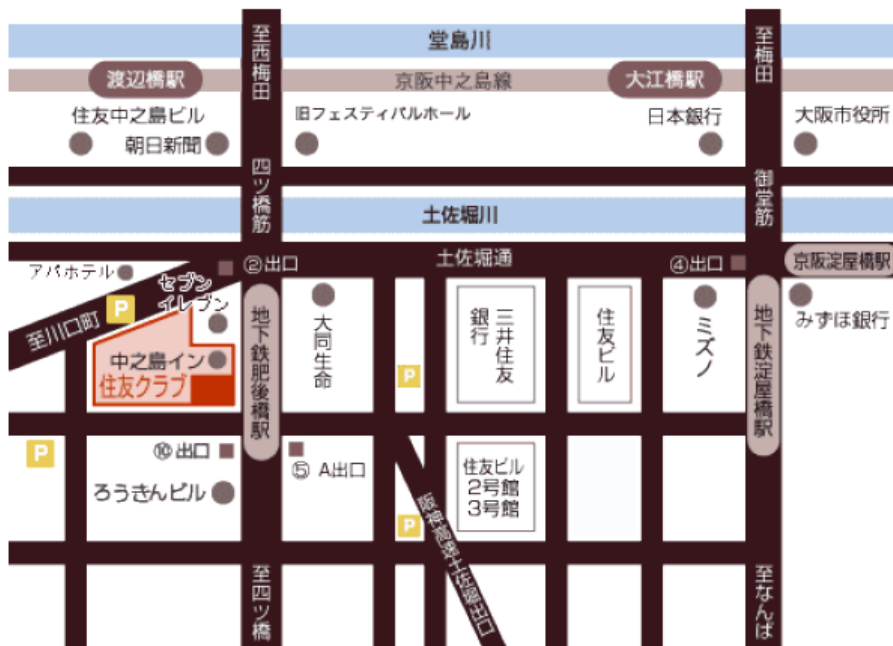 堂島川
至西梅田
至梅田
渡辺橋駅
京阪中之島線
大江橋駅
住友中之島ビル
旧フェスティバルホール
日本銀行
大阪市役所
朝日新聞
四ツ橋筋
御堂筋
土佐堀川
土佐堀通
②出口
④出口
京阪淀屋橋駅
アパホテル
セブン
イレブン
P
至川口町
地下鉄肥後橋駅
大同生命
三井住友
銀行
住友ビル
ミズノ
地下鉄淀屋橋駅
みずほ銀行
中之島イン
住友クラブ
P
P
⑩出口
⑤ A出口
住友ビル
2号館
3号館
ろうきんビル
P
阪神高速土佐堀出口
至四ツ橋
至なんば